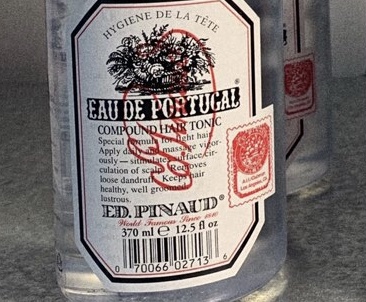 HYGIENE DE LA TÊTE
EAU DE PORTUGAL®
COMPOUND HAIR TONIC
Special formula for light hair.
Apply daily and massage vigor-
ously — stimulates surface cir-
culation of scalp. Removes
loose dandruff. Keeps hair
healthy, well groomed,
lustrous.
ED. PINAUD®
World Famous Since 1810
370 ml ℮ 12.5 fl oz
0 70066 02713 6